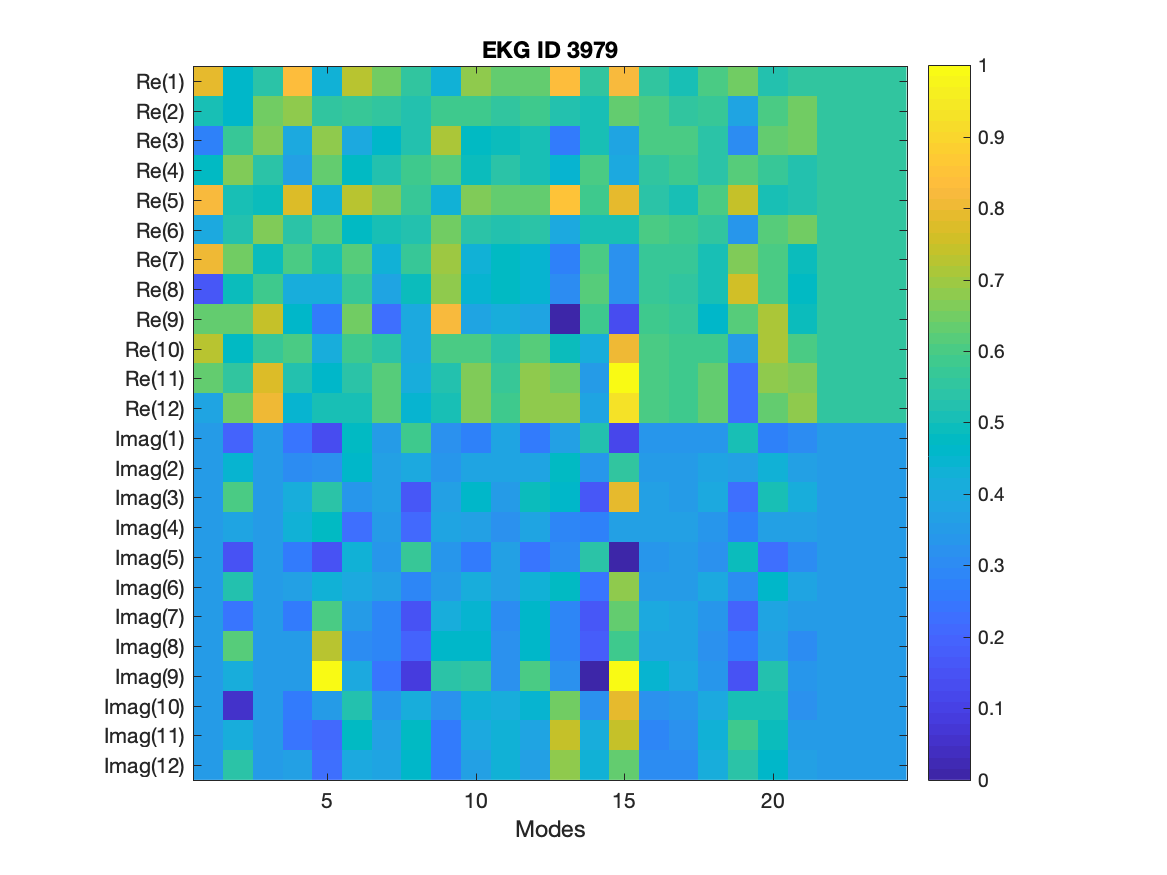 EKG ID 3979
Re(1)
Re(2)
Re(3)
Re(4)
Re(5)
Re(6)
Re(7)
Re(8)
Re(9)
Re(10)
Re(11)
Re(12)
Imag(1)
Imag(2)
Imag(3)
Imag(4)
Imag(5)
Imag(6)
Imag(7)
Imag(8)
Imag(9)
Imag(10)
Imag(11)
Imag(12)
5 10 15 20
Modes
1
0.9
0.8
0.7
0.6
0.5
0.4
0.3
0.2
0.1
0